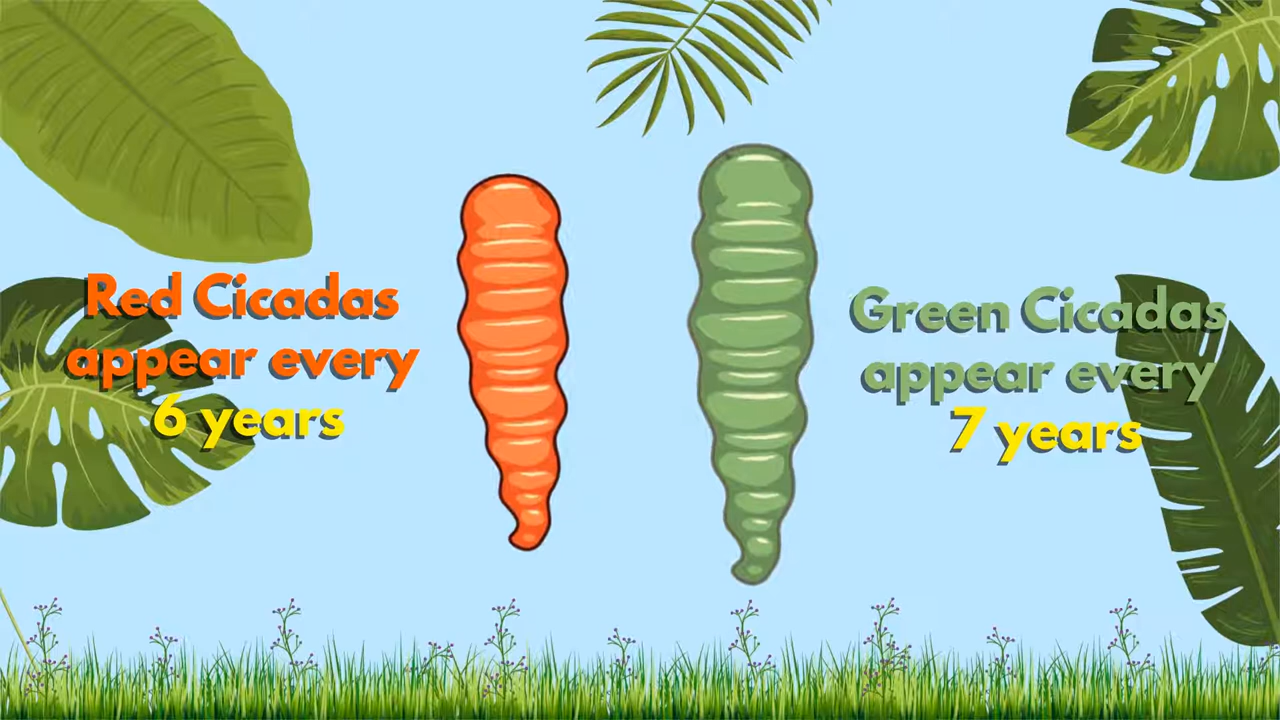 Red Cicadas
appear every
6 years
Green Cicadas
appear every
7 years